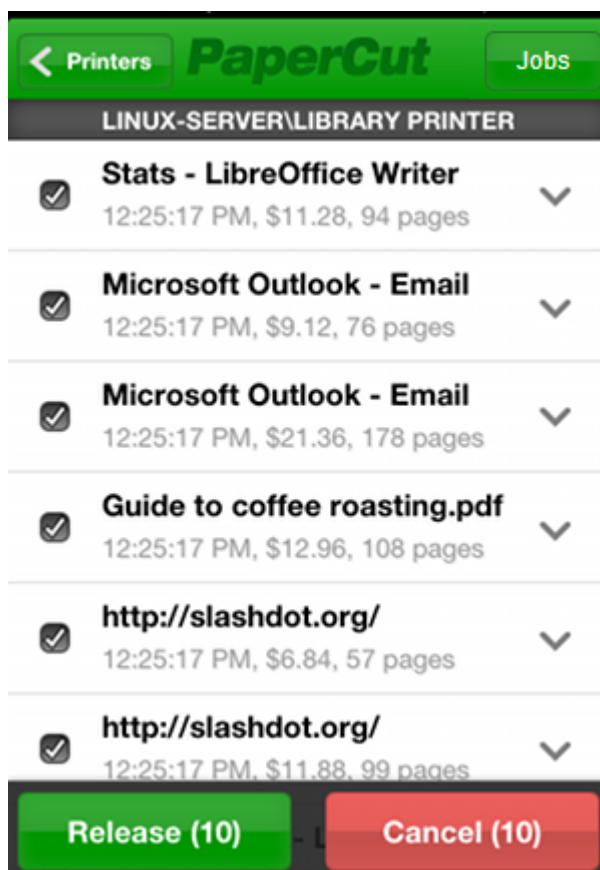 Printers PaperCut Jobs
LINUX-SERVER\LIBRARY PRINTER
Stats - LibreOffice Writer
12:25:17 PM, $11.28, 94 pages
Microsoft Outlook - Email
12:25:17 PM, $9.12, 76 pages
Microsoft Outlook - Email
12:25:17 PM, $21.36, 178 pages
Guide to coffee roasting.pdf
12:25:17 PM, $12.96, 108 pages
http://slashdot.org/
12:25:17 PM, $6.84, 57 pages
http://slashdot.org/
12:25:17 PM, $11.88, 99 pages
Release (10) Cancel (10)